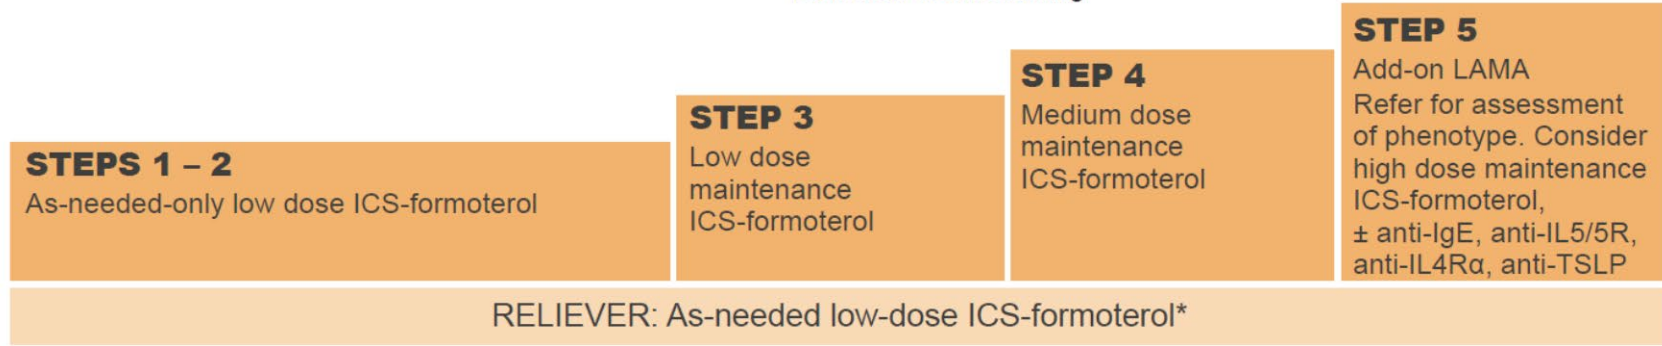 STEPS 1 – 2
As-needed-only low dose ICS-formoterol
STEP 3
Low dose
maintenance
ICS-formoterol
STEP 4
Medium dose
maintenance
ICS-formoterol
STEP 5
Add-on LAMA
Refer for assessment
of phenotype. Consider
high dose maintenance
ICS-formoterol,
± anti-IgE, anti-IL5/5R,
anti-IL4Rα, anti-TSLP
RELIEVER: As-needed low-dose ICS-formoterol*